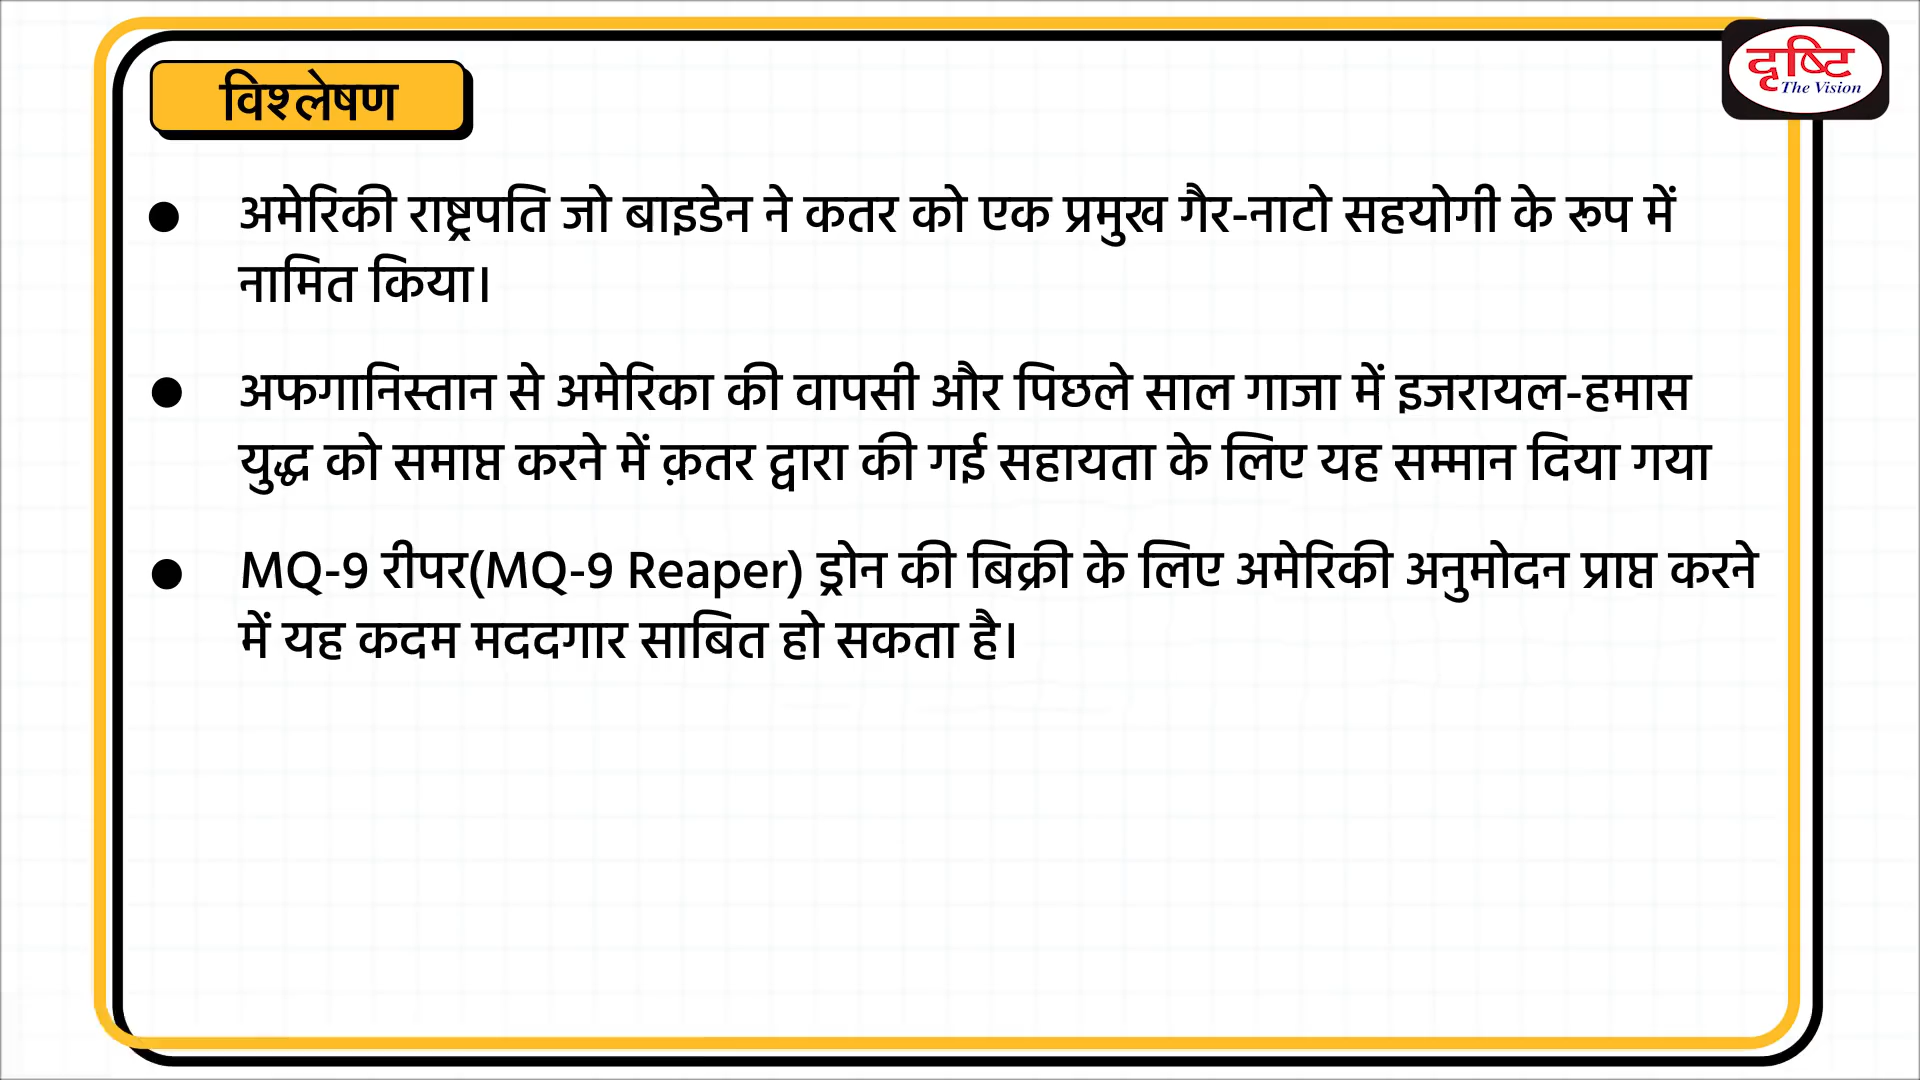 विश्लेषण
दृष्टि
The Vision
● अमेरिकी राष्ट्रपति जो बाइडेन ने कतर को एक प्रमुख गैर-नाटो सहयोगी के रूप में
नामित किया।
● अफगानिस्तान से अमेरिका की वापसी और पिछले साल गाजा में इजरायल-हमास
युद्ध को समाप्त करने में क़तर द्वारा की गई सहायता के लिए यह सम्मान दिया गया
● MQ-9 रीपर(MQ-9 Reaper) ड्रोन की बिक्री के लिए अमेरिकी अनुमोदन प्राप्त करने
में यह कदम मददगार साबित हो सकता है।